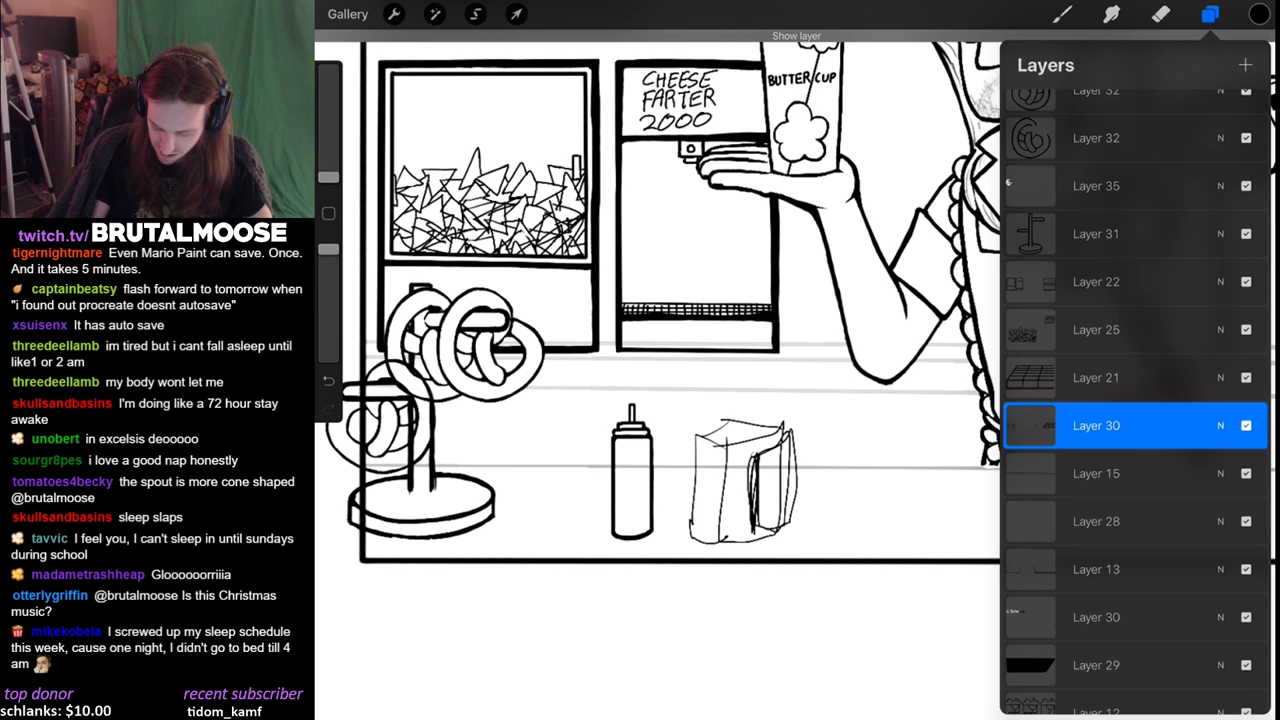 Gallery
Show layer
Layers
Layer 32
N
Layer 32
N
Layer 35
N
Layer 31
N
Layer 22
N
Layer 25
N
Layer 21
N
Layer 30
N
Layer 15
N
Layer 28
N
Layer 13
N
Layer 30
N
Layer 29
N
Layer 12
N
CHEESE
FARTER
2000
BUTTER CUP
twitch.tv/BRUTALMOOSE
tigernightmare Even Mario Paint can save. Once.
And it takes 5 minutes.
captainbeatsy flash forward to tomorrow when
"i found out procreate doesnt autosave"
xsuisenx It has auto save
threedeellamb im tired but i cant fall asleep until
like1 or 2 am
threedeellamb my body wont let me
skullsandbasins I'm doing like a 72 hour stay
awake
unobert in excelsis deooooo
sourgr8pes i love a good nap honestly
tomatoes4becky the spout is more cone shaped
@brutalmoose
skullsandbasins sleep slaps
tavvic I feel you, I can't sleep in until sundays
during school
madametrashheap Gloooooorriiia
otterlygriffin @brutalmoose Is this Christmas
music?
mikekobela I screwed up my sleep schedule
this week, cause one night, I didn't go to bed till 4
am
top donor
schlanks: $10.00
recent subscriber
tidom_kamf